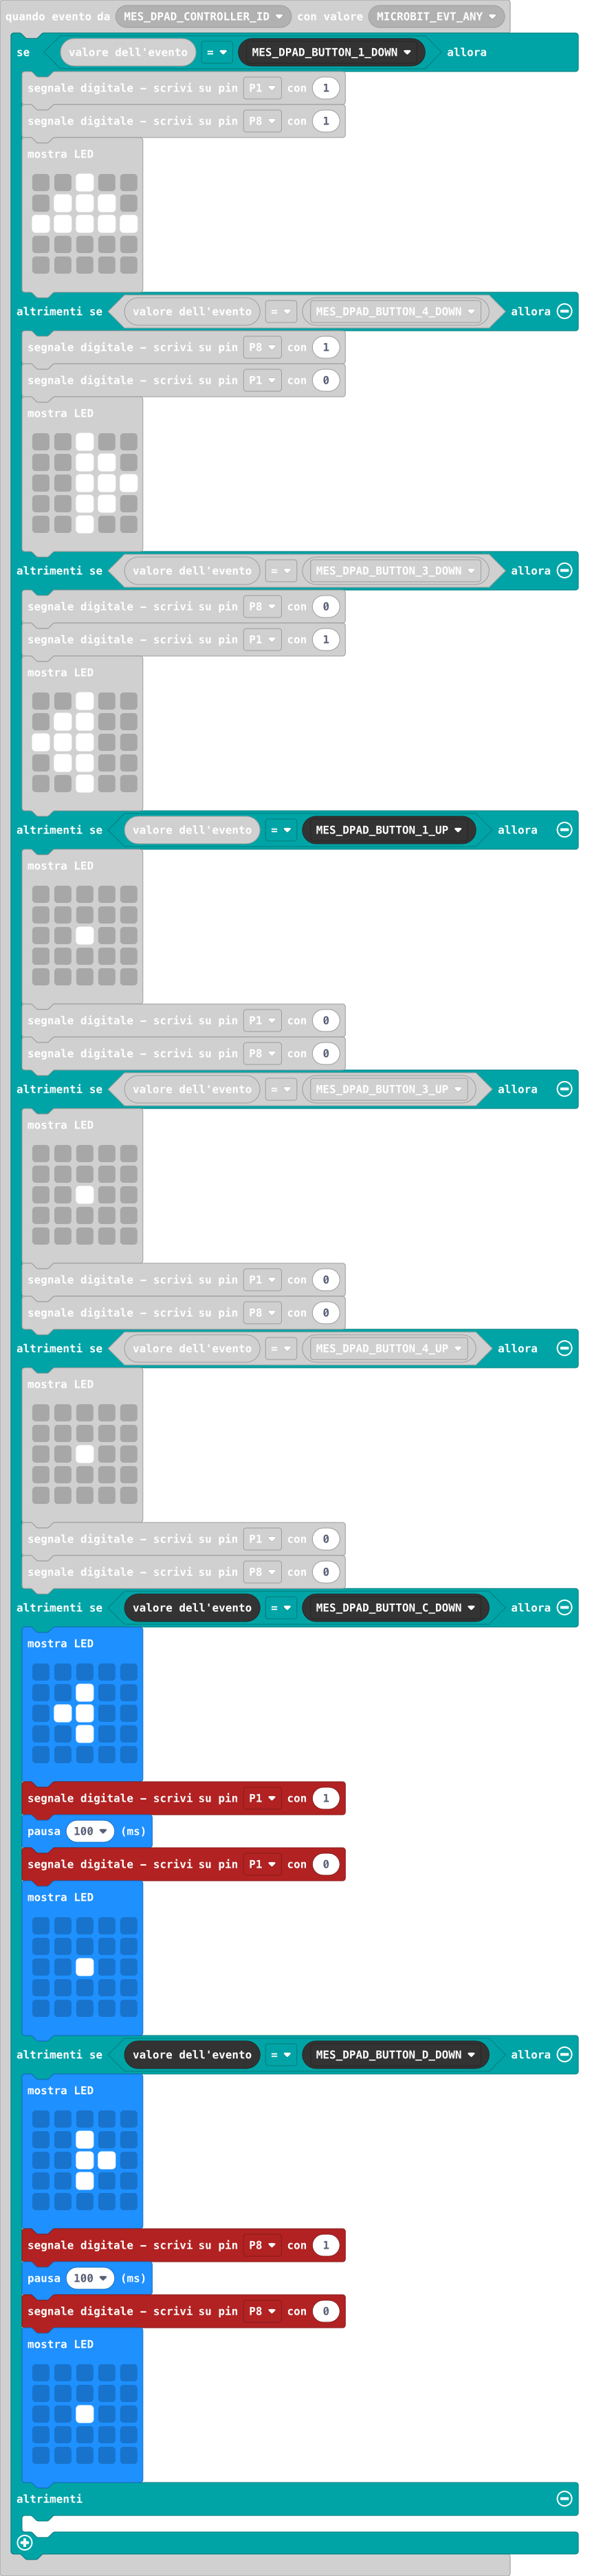 quando evento da MES_DPAD_CONTROLLER_ID con valore MICROBIT_EVT_ANY
se valore dell'evento = MES_DPAD_BUTTON_1_DOWN allora
segnale digitale – scrivi su pin P1 con 1
segnale digitale – scrivi su pin P8 con 1
mostra LED
altrimenti se valore dell'evento = MES_DPAD_BUTTON_4_DOWN allora
segnale digitale – scrivi su pin P8 con 1
segnale digitale – scrivi su pin P1 con 0
mostra LED
altrimenti se valore dell'evento = MES_DPAD_BUTTON_3_DOWN allora
segnale digitale – scrivi su pin P8 con 0
segnale digitale – scrivi su pin P1 con 1
mostra LED
altrimenti se valore dell'evento = MES_DPAD_BUTTON_1_UP allora
mostra LED
segnale digitale – scrivi su pin P1 con 0
segnale digitale – scrivi su pin P8 con 0
altrimenti se valore dell'evento = MES_DPAD_BUTTON_3_UP allora
mostra LED
segnale digitale – scrivi su pin P1 con 0
segnale digitale – scrivi su pin P8 con 0
altrimenti se valore dell'evento = MES_DPAD_BUTTON_4_UP allora
mostra LED
segnale digitale – scrivi su pin P1 con 0
segnale digitale – scrivi su pin P8 con 0
altrimenti se valore dell'evento = MES_DPAD_BUTTON_C_DOWN allora
mostra LED
segnale digitale – scrivi su pin P1 con 1
pausa 100 (ms)
segnale digitale – scrivi su pin P1 con 0
mostra LED
altrimenti se valore dell'evento = MES_DPAD_BUTTON_D_DOWN allora
mostra LED
segnale digitale – scrivi su pin P8 con 1
pausa 100 (ms)
segnale digitale – scrivi su pin P8 con 0
mostra LED
altrimenti